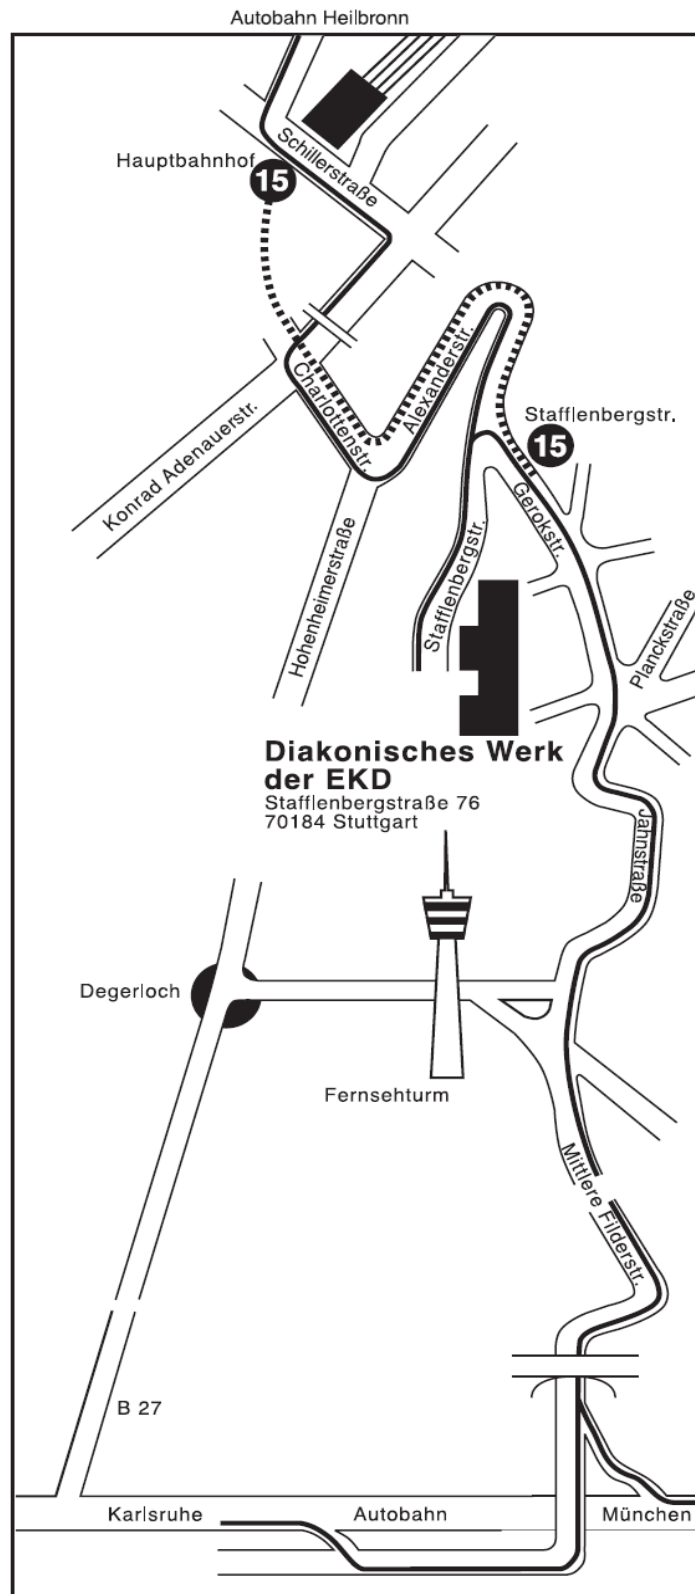 Autobahn Heilbronn
Schillerstraße
Hauptbahnhof
15
Alexanderstr.
Charlottenstr.
Stafflenbergstr.
15
Konrad Adenauerstr.
Gerokstr.
Hohenheimerstraße
Stafflenbergstr.
Planckstraße
Diakonisches Werk
der EKD
Stafflenbergstraße 76
70184 Stuttgart
Jahnstraße
Degerloch
Fernsehturm
Mittlere Filderstr.
B 27
Karlsruhe
Autobahn
München